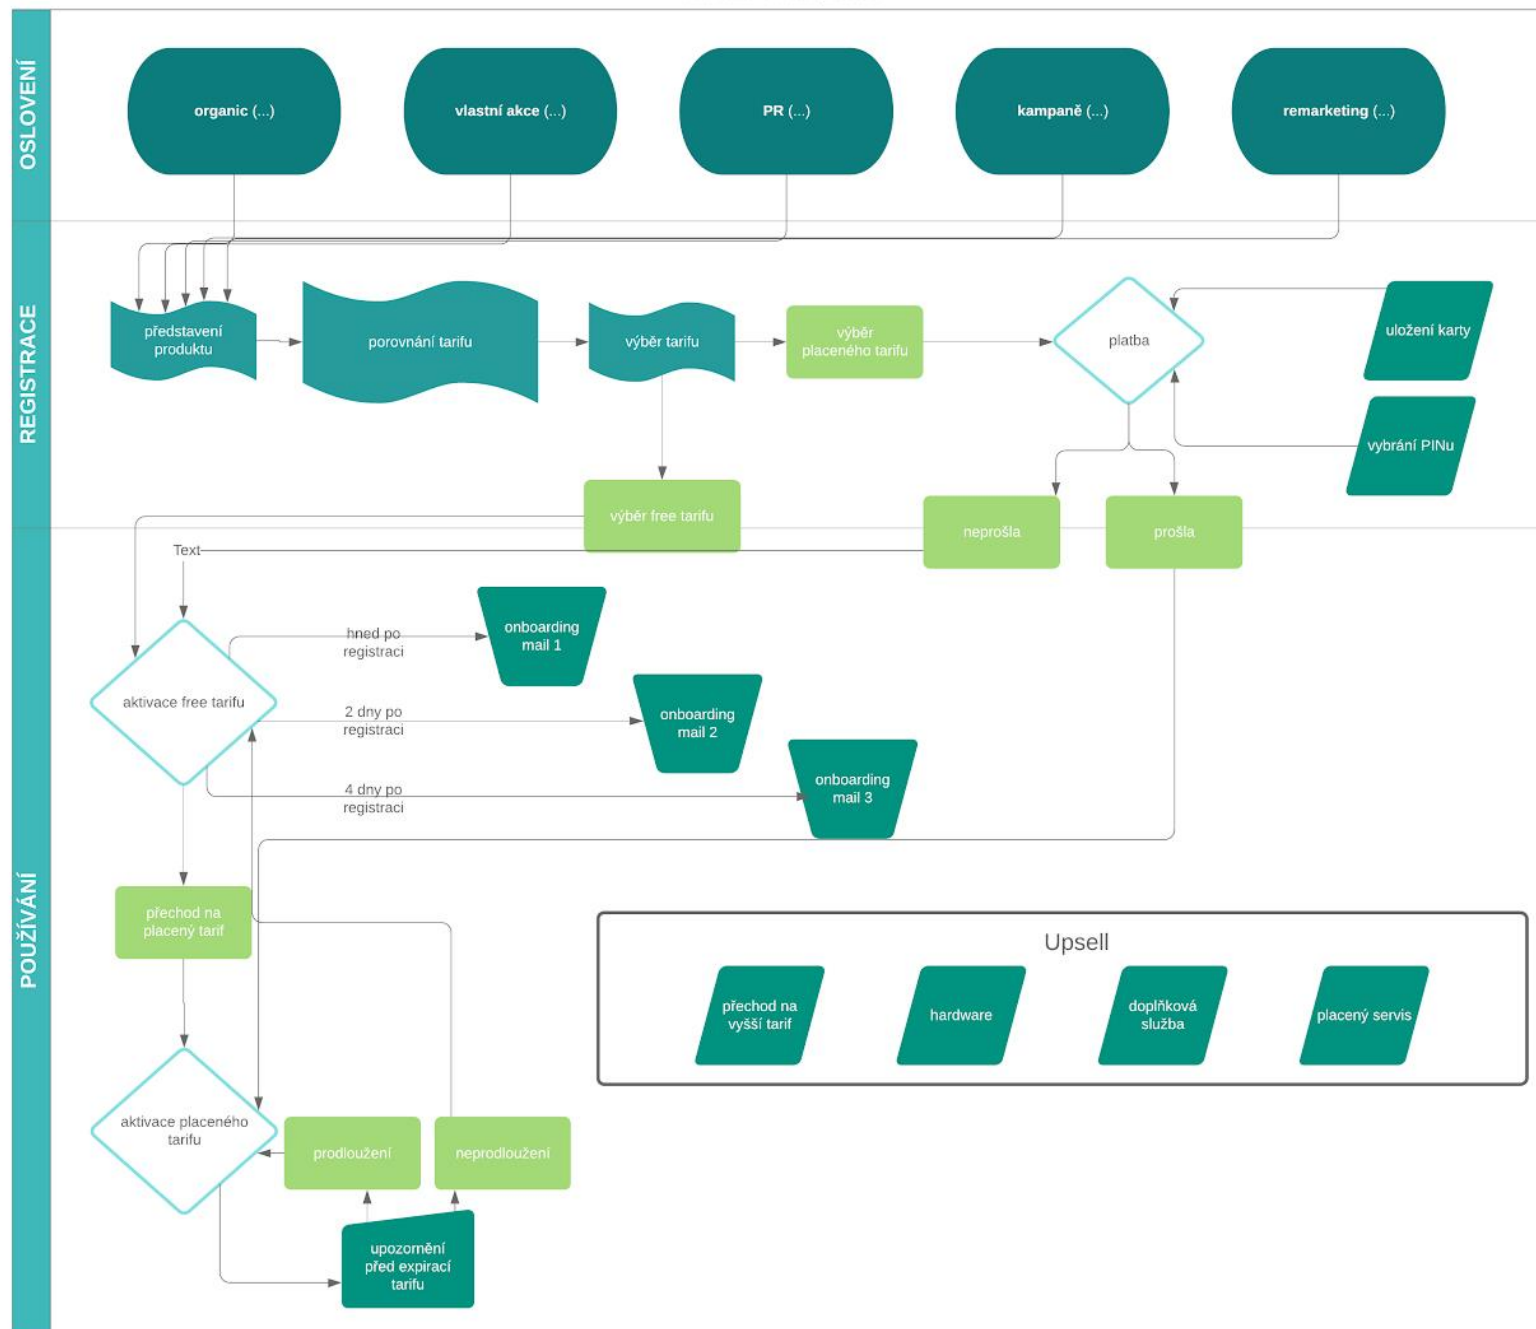 OSLOVENÍ
organic (...)
vlastní akce (...)
PR (...)
kampaně (...)
remarketing (...)
REGISTRACE
představení
produktu
porovnání tarifu
výběr tarifu
výběr
placeného tarifu
platba
uložení karty
vybrání PINu
výběr free tarifu
neprošla
prošla
POUŽÍVÁNÍ
Text
hned po
registraci
onboarding
mail 1
aktivace free tarifu
2 dny po
registraci
onboarding
mail 2
4 dny po
registraci
onboarding
mail 3
přechod na
placený tarif
Upsell
přechod na
vyšší tarif
hardware
doplňková
služba
placený servis
aktivace placeného
tarifu
prodloužení
neprodloužení
upozornění
před expirací
tarifu